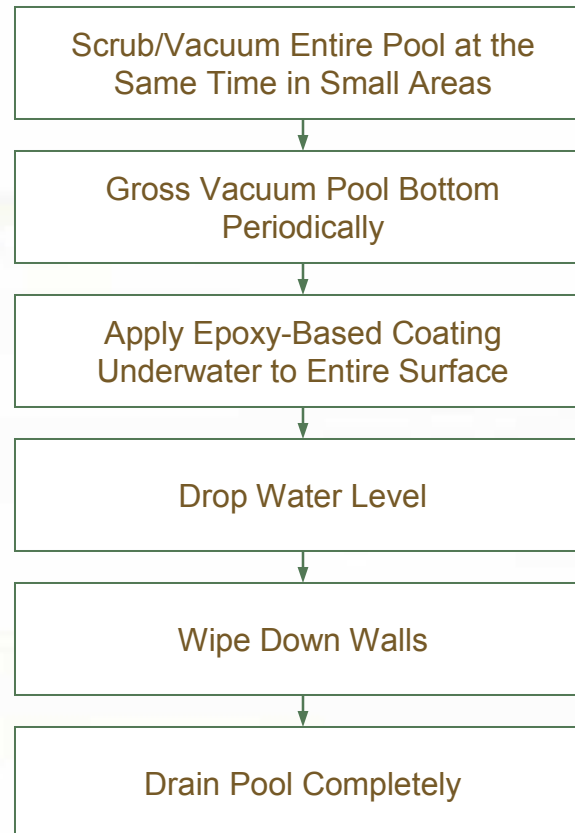 Scrub/Vacuum Entire Pool at the
Same Time in Small Areas
Gross Vacuum Pool Bottom
Periodically
Apply Epoxy-Based Coating
Underwater to Entire Surface
Drop Water Level
Wipe Down Walls
Drain Pool Completely